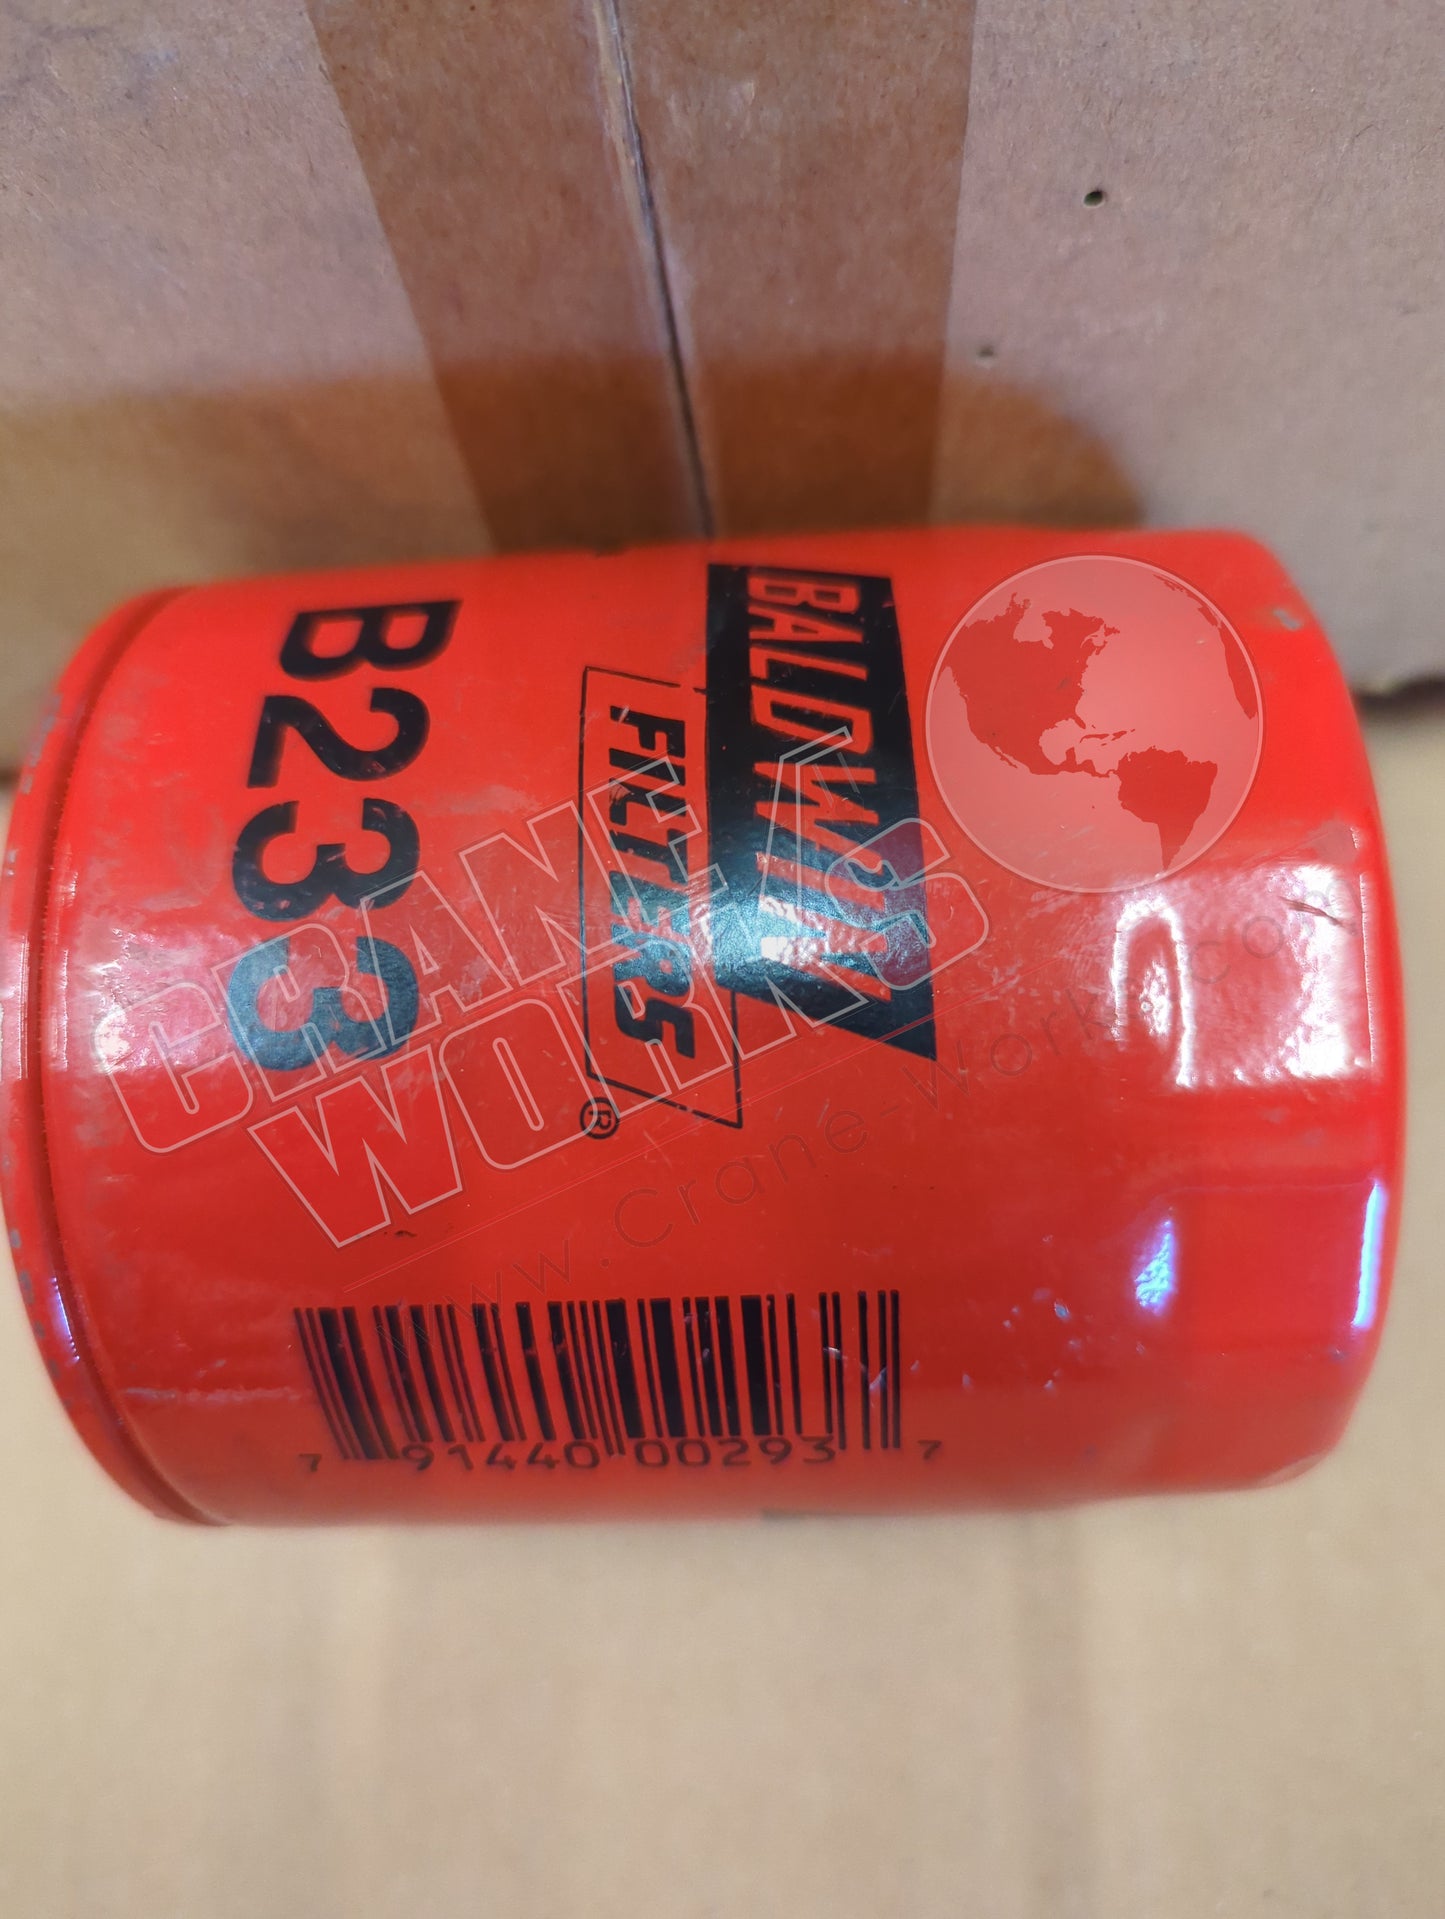 BALDWIN
FILTERS
®
B233
7 91440 00293 7
CRANE
WORKS
www.Crane-Works.com